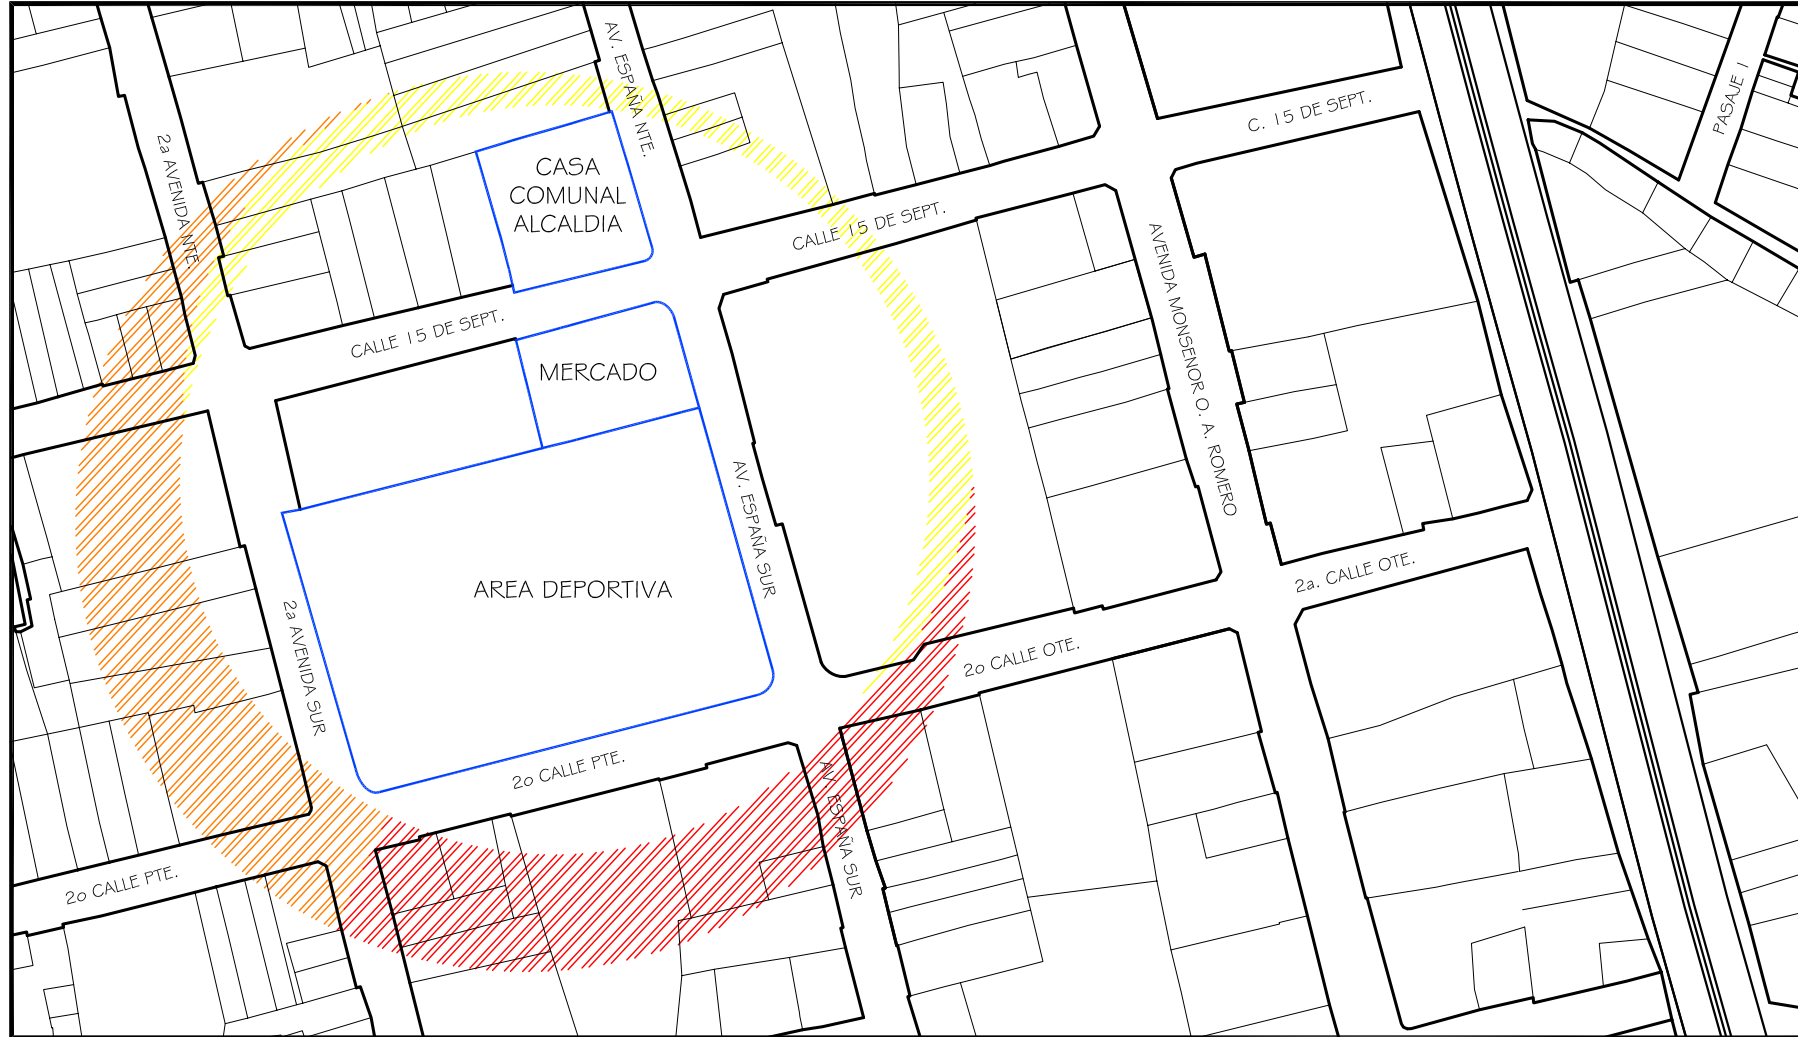 AV. ESPAÑA NTE.
PASAJE 1
C. 15 DE SEPT.
2a AVENIDA NTE.
CASA
COMUNAL
ALCALDIA
CALLE 15 DE SEPT.
AVENIDA MONSENOR O. A. ROMERO
CALLE 15 DE SEPT.
MERCADO
AV. ESPAÑA SUR
AREA DEPORTIVA
2a. CALLE OTE.
2a AVENIDA SUR
2o CALLE OTE.
2o CALLE PTE.
AV. ESPAÑA SUR
2o CALLE PTE.